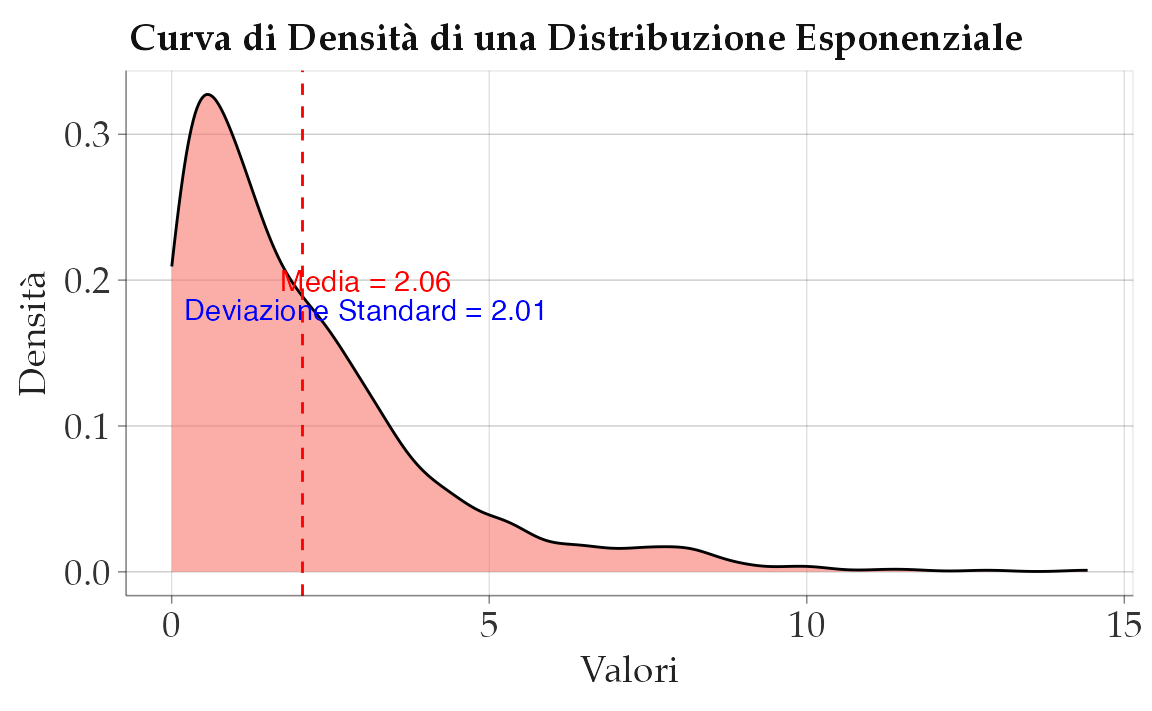 Curva di Densità di una Distribuzione Esponenziale
Densità
0.3
0.2
0.1
0.0
Media = 2.06
Deviazione Standard = 2.01
0 5 10 15
Valori